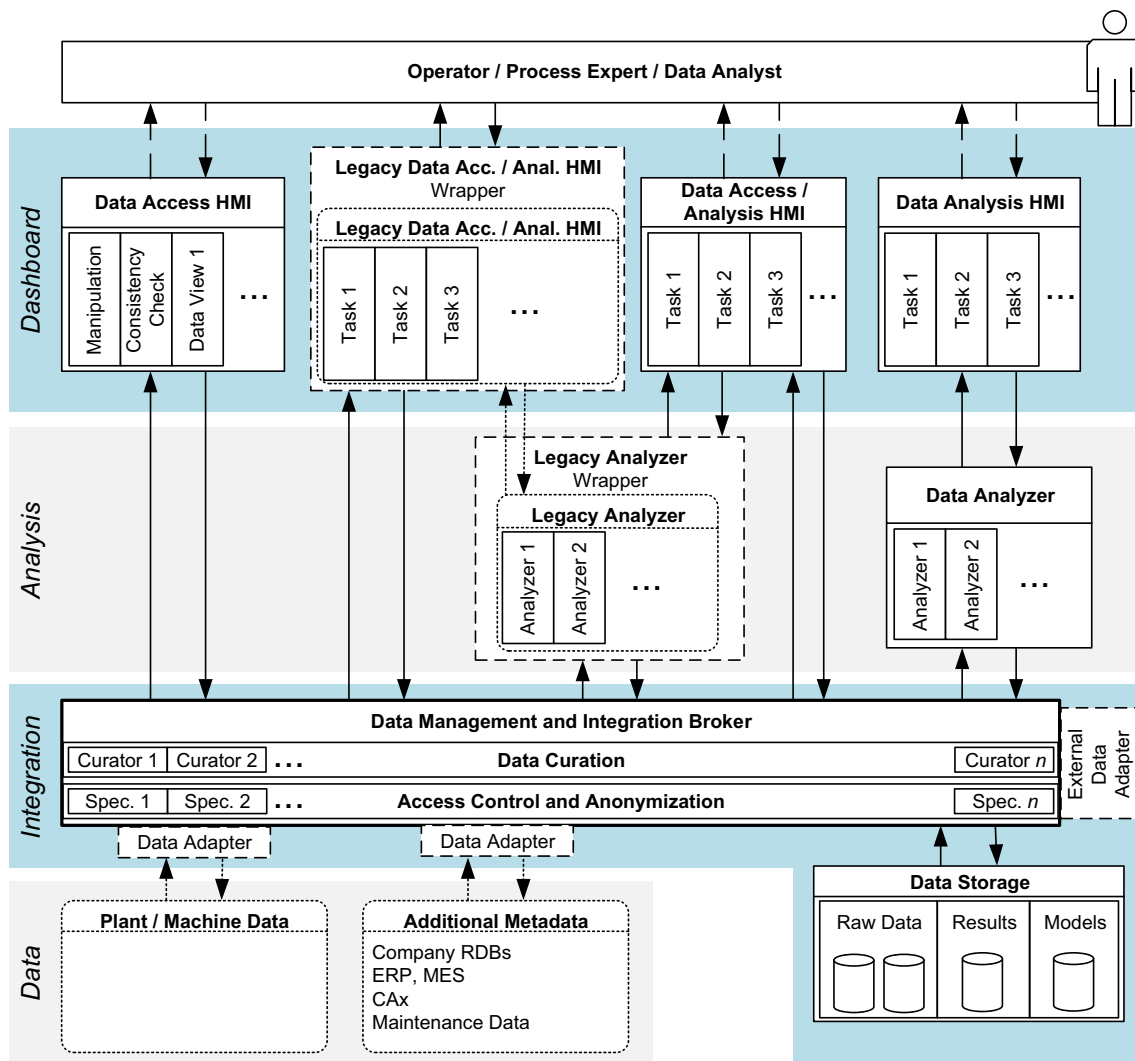 Operator / Process Expert / Data Analyst
Dashboard
Data Access HMI
Manipulation
Consistency
Check
Data View 1
...
Legacy Data Acc. / Anal. HMI
Wrapper
Legacy Data Acc. / Anal. HMI
Task 1
Task 2
Task 3
...
Data Access /
Analysis HMI
Task 1
Task 2
Task 3
...
Data Analysis HMI
Task 1
Task 2
Task 3
...
Analysis
Legacy Analyzer
Wrapper
Legacy Analyzer
Analyzer 1
Analyzer 2
...
Data Analyzer
Analyzer 1
Analyzer 2
...
Integration
Data Management and Integration Broker
Curator 1
Curator 2
...
Data Curation
Curator n
Spec. 1
Spec. 2
...
Access Control and Anonymization
Spec. n
External
Data
Adapter
Data Adapter
Data Adapter
Data
Plant / Machine Data
Additional Metadata
Company RDBs
ERP, MES
CAx
Maintenance Data
Data Storage
Raw Data
Results
Models